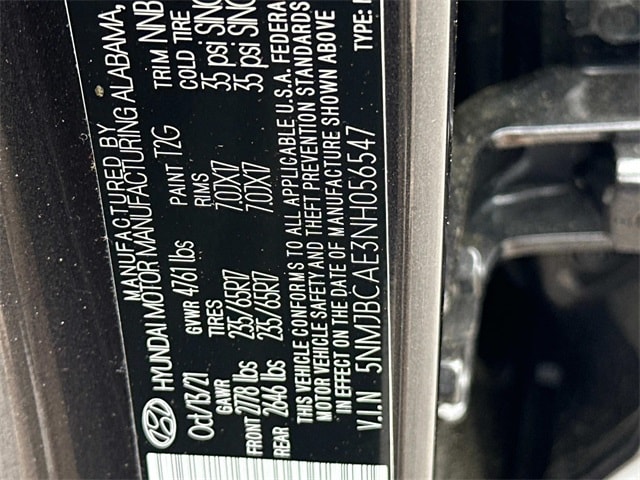 MANUFACTURED BY
HYUNDAI MOTOR MANUFACTURING ALABAMA,
Oct/13/21 GVWR 4761 lbs PAINT T2G TRIM NNB
GAWR TIRES RIMS COLD TIRE
FRONT 2778 lbs 235/65R17 7.0JX17 35 psi SING
REAR 2646 lbs 235/65R17 7.0JX17 35 psi SING
THIS VEHICLE CONFORMS TO ALL APPLICABLE U.S.A. FEDERA
MOTOR VEHICLE SAFETY AND THEFT PREVENTION STANDARDS
IN EFFECT ON THE DATE OF MANUFACTURE SHOWN ABOVE
V.I.N 5NMJBCAE3NH056547 TYPE: